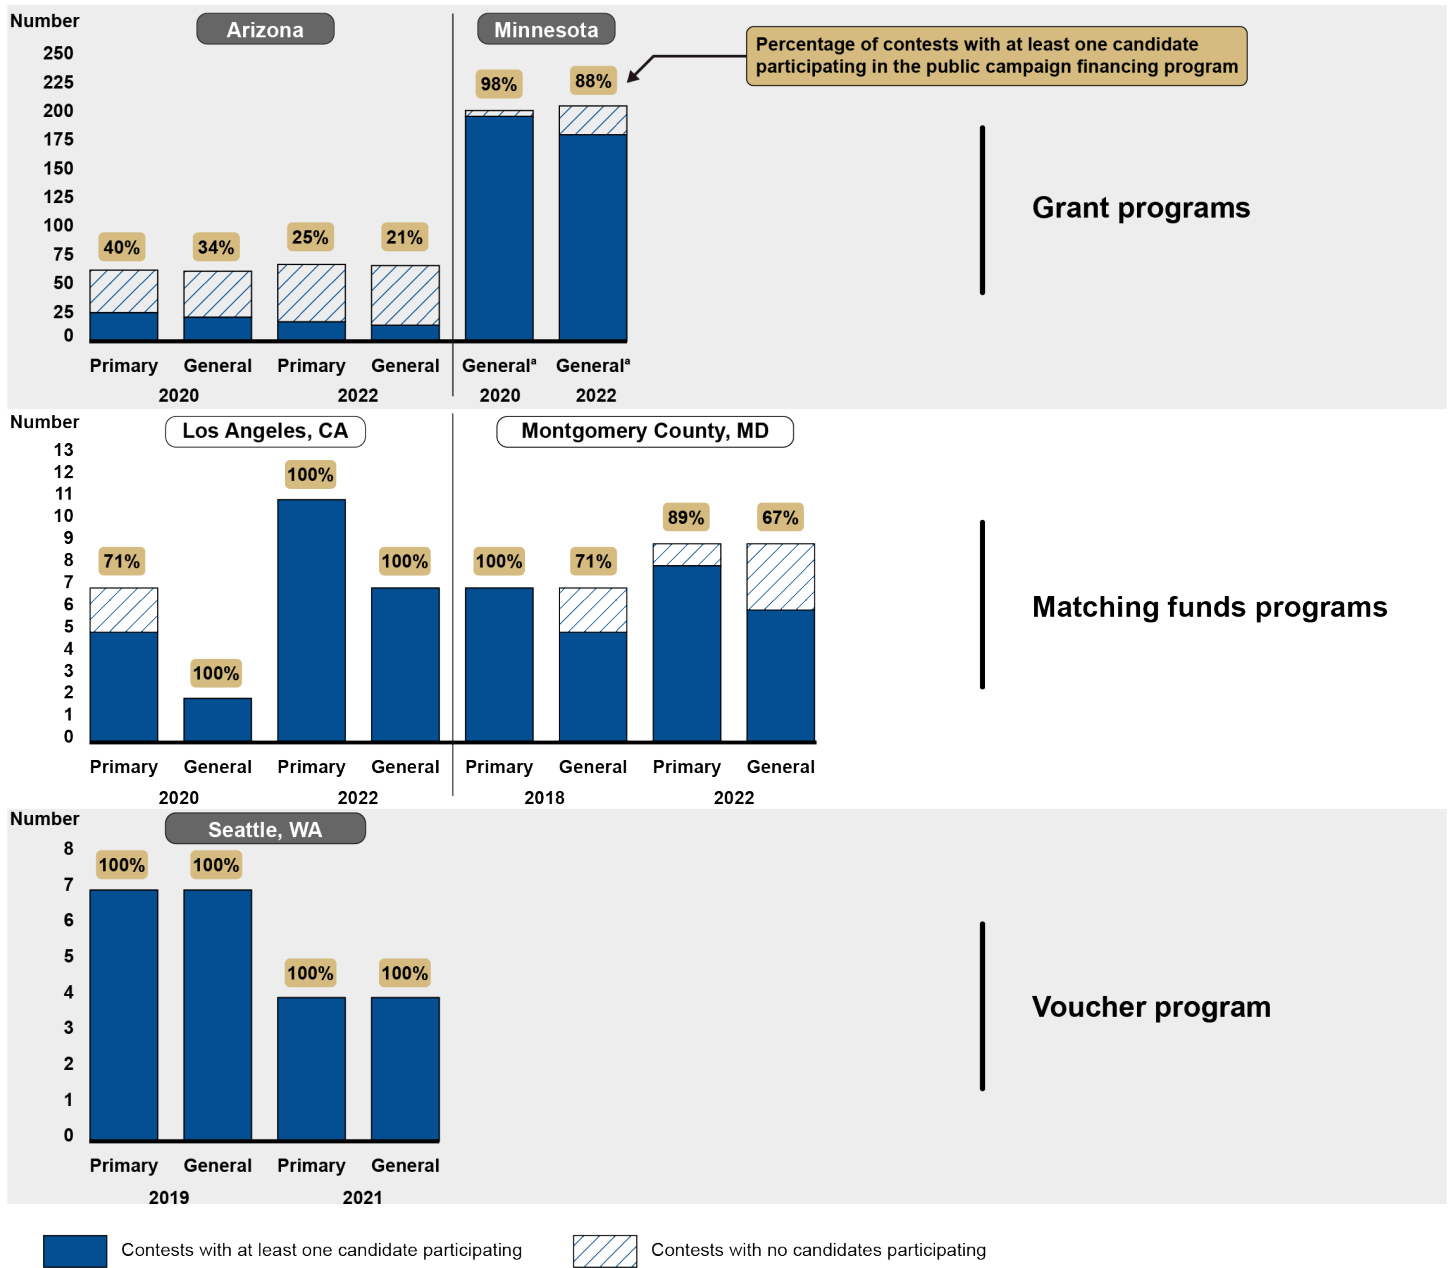 Number
Arizona
Minnesota
Percentage of contests with at least one candidate
participating in the public campaign financing program
250
225
200
175
150
125
100
75
50
25
0
40%
34%
25%
21%
98%
88%
Primary
General
Primary
General
Generalª
Generalª
2020
2022
2020
2022
Grant programs
Number
Los Angeles, CA
Montgomery County, MD
13
12
11
10
9
8
7
6
5
4
3
2
1
0
71%
100%
100%
100%
100%
71%
89%
67%
Primary
General
Primary
General
Primary
General
Primary
General
2020
2022
2018
2022
Matching funds programs
Number
Seattle, WA
8
7
6
5
4
3
2
1
0
100%
100%
100%
100%
Primary
General
Primary
General
2019
2021
Voucher program
Contests with at least one candidate participating
Contests with no candidates participating